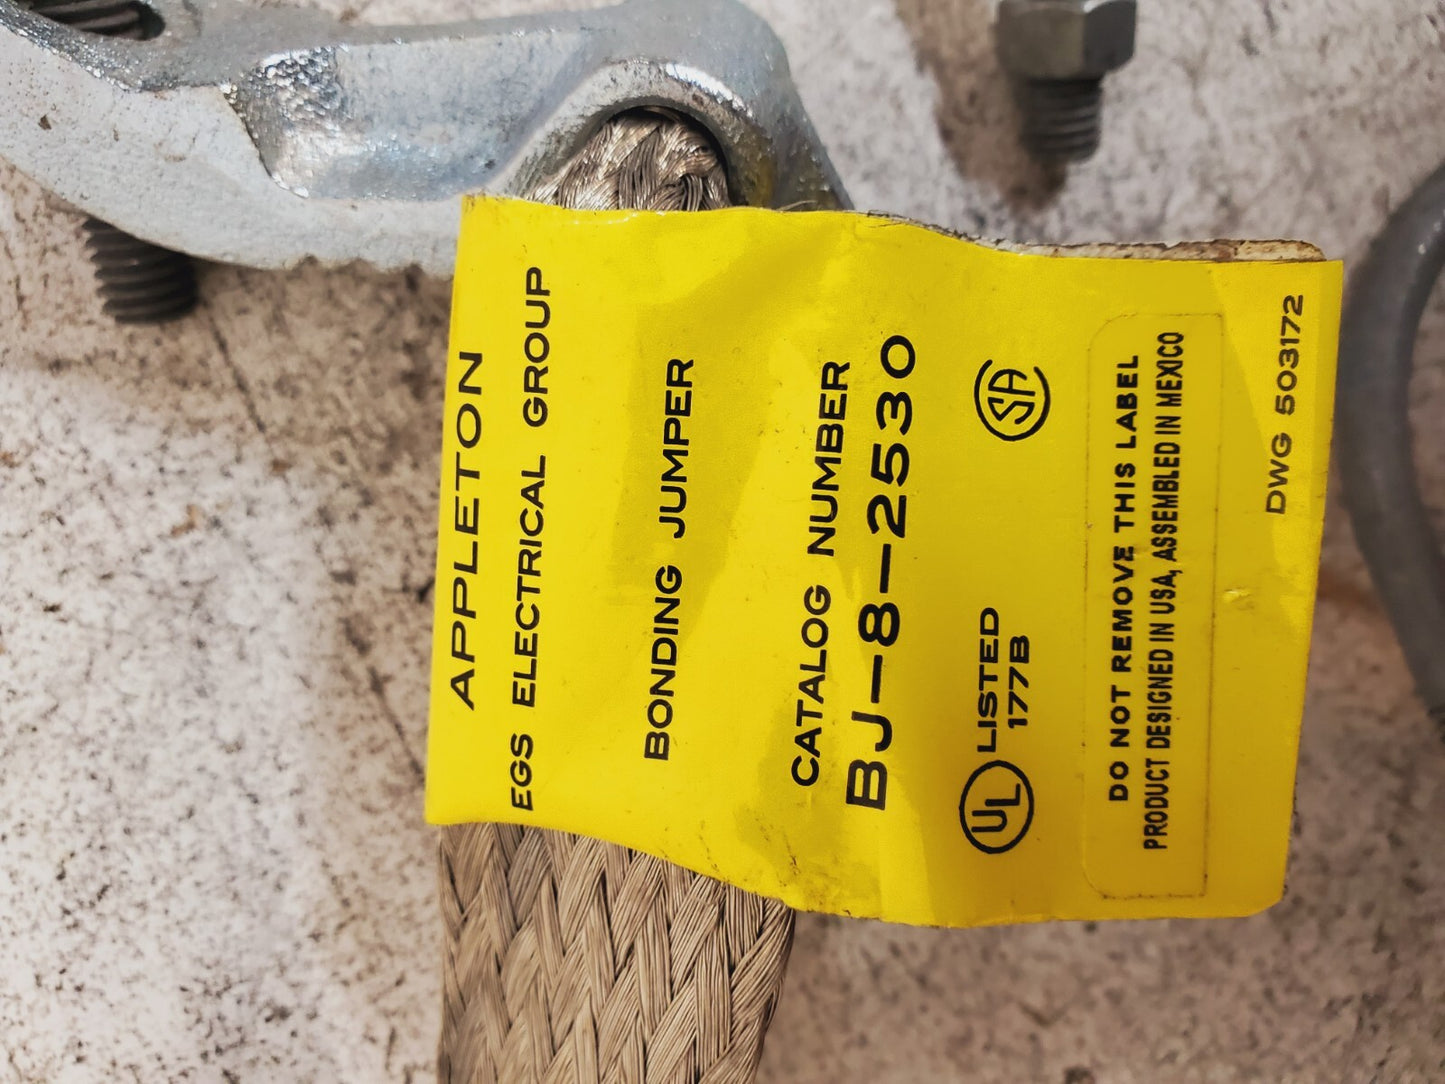 APPLETON
EGS ELECTRICAL GROUP
BONDING JUMPER
CATALOG NUMBER
BJ-8-2530
UL LISTED
177B
SA
DO NOT REMOVE THIS LABEL
PRODUCT DESIGNED IN USA, ASSEMBLED IN MEXICO
DWG 503172